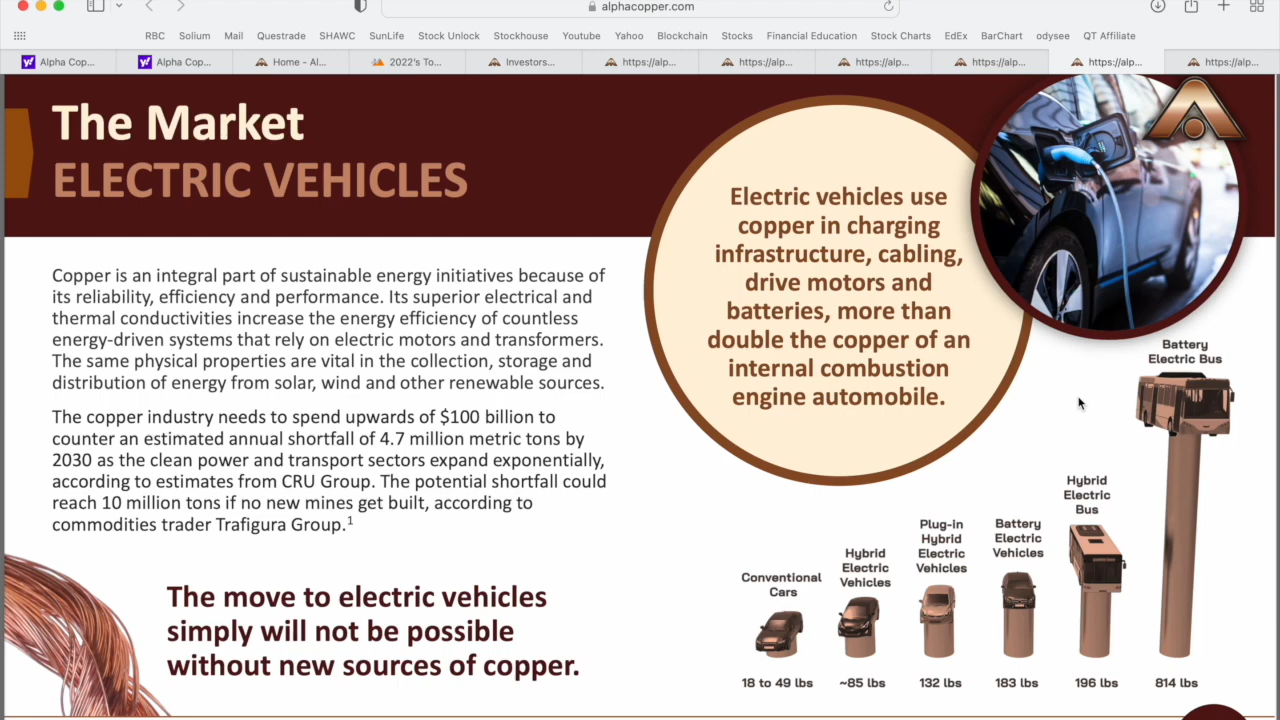 alphacopper.com
RBC Solium Mail Questrade SHAWC SunLife Stock Unlock Stockhouse Youtube Yahoo Blockchain Stocks Financial Education Stock Charts EdEx BarChart odysee QT Affiliate
Alpha Cop... Alpha Cop... Home - Al... 2022's To... Investors... https://alp... https://alp... https://alp... https://alp... https://alp... https://alp...
The Market
ELECTRIC VEHICLES
Copper is an integral part of sustainable energy initiatives because of
its reliability, efficiency and performance. Its superior electrical and
thermal conductivities increase the energy efficiency of countless
energy-driven systems that rely on electric motors and transformers.
The same physical properties are vital in the collection, storage and
distribution of energy from solar, wind and other renewable sources.
The copper industry needs to spend upwards of $100 billion to
counter an estimated annual shortfall of 4.7 million metric tons by
2030 as the clean power and transport sectors expand exponentially,
according to estimates from CRU Group. The potential shortfall could
reach 10 million tons if no new mines get built, according to
commodities trader Trafigura Group.1
The move to electric vehicles
simply will not be possible
without new sources of copper.
Electric vehicles use
copper in charging
infrastructure, cabling,
drive motors and
batteries, more than
double the copper of an
internal combustion
engine automobile.
Conventional
Cars
18 to 49 lbs
Hybrid
Electric
Vehicles
~85 lbs
Plug-in
Hybrid
Electric
Vehicles
132 lbs
Battery
Electric
Vehicles
183 lbs
Hybrid
Electric
Bus
196 lbs
Battery
Electric Bus
814 lbs